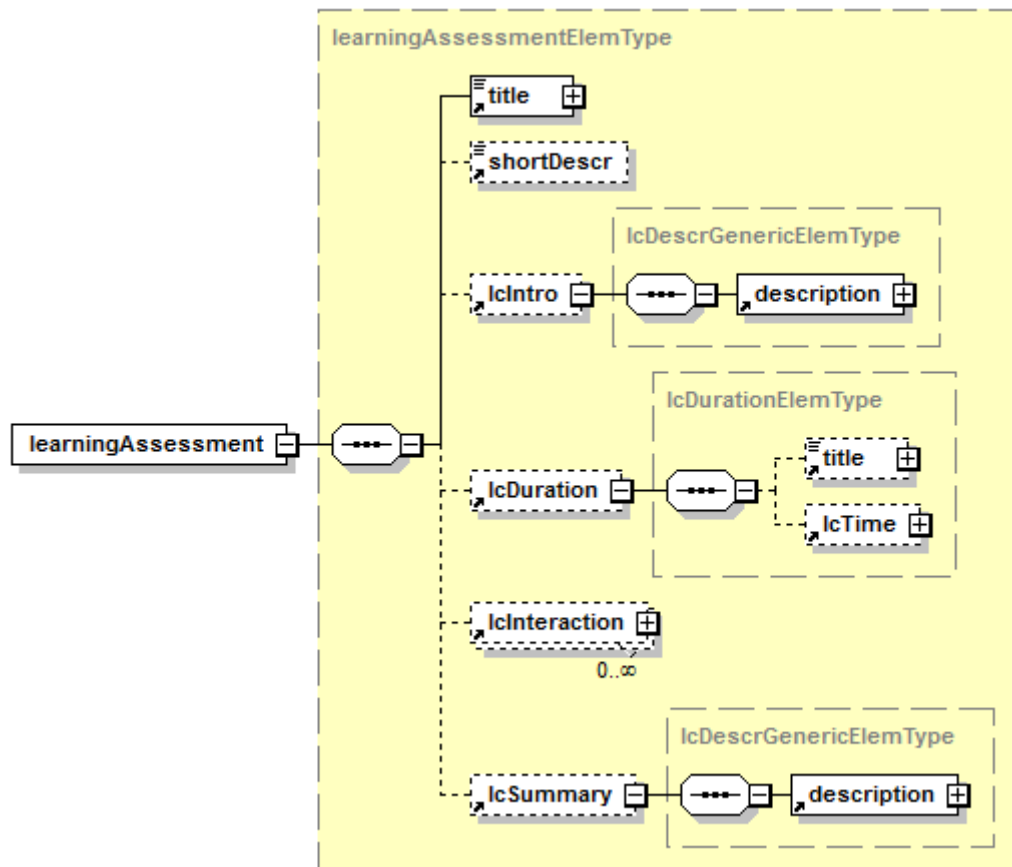 learningAssessmentElemType
title
shortDescr
lcDescrGenericElemType
lcIntro
description
lcDurationElemType
learningAssessment
title
lcDuration
lcTime
lcInteraction
0..∞
lcDescrGenericElemType
lcSummary
description